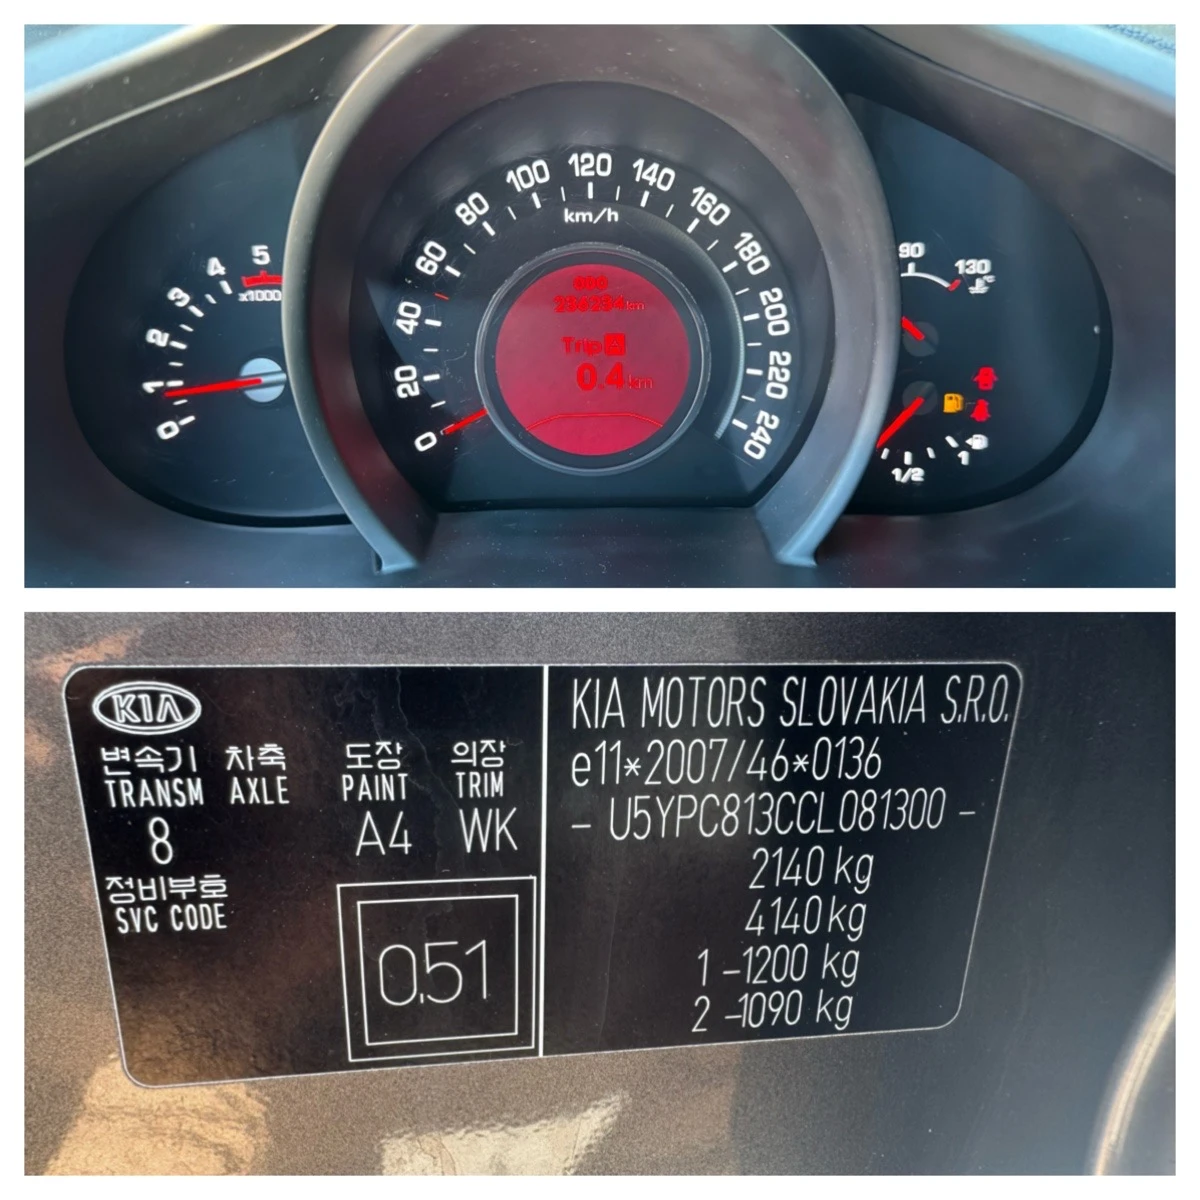 0 1 2 3 4 5
x1000
0 20 40 60 80 100 120 140 160 180 200 220 240
km/h
km
Trip A
0.4 km
90 130
°C
1/2 1
KIA
변속기 차축 도장 의장
TRANSM AXLE PAINT TRIM
8 A4 WK
정비부호
SVC CODE
0.51
KIA MOTORS SLOVAKIA S.R.O.
e11*2007/46*0136
- U5YPC813CCL081300 -
2140 kg
4140 kg
1 -1200 kg
2 -1090 kg